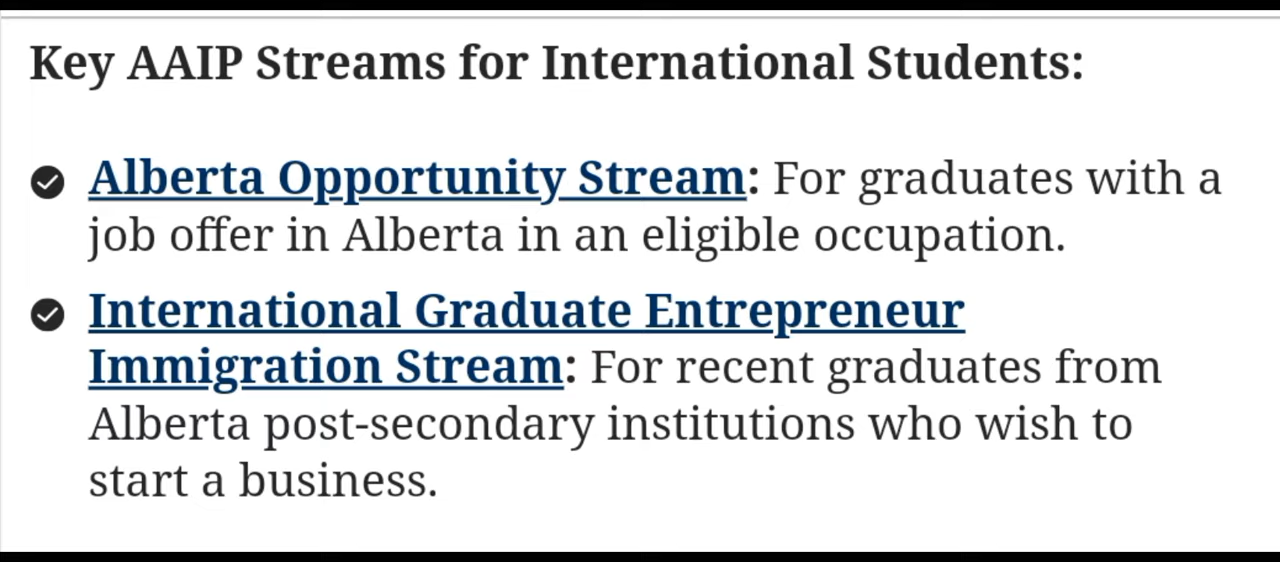 Key AAIP Streams for International Students:
Alberta Opportunity Stream: For graduates with a
job offer in Alberta in an eligible occupation.
International Graduate Entrepreneur
Immigration Stream: For recent graduates from
Alberta post-secondary institutions who wish to
start a business.